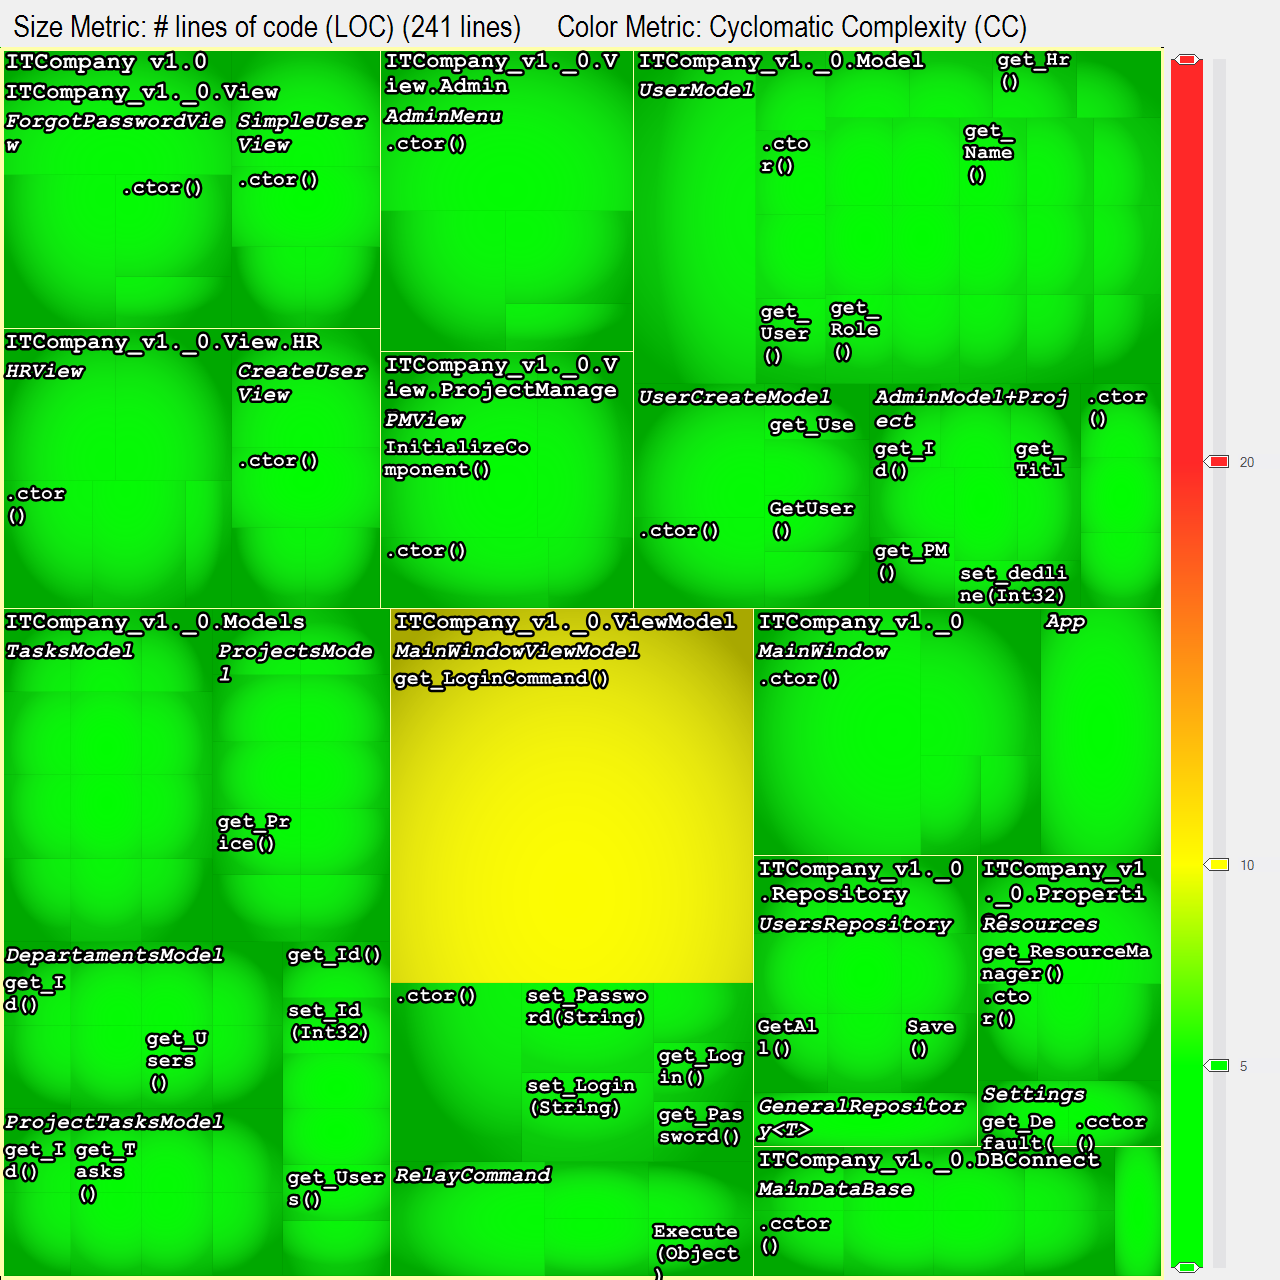 Size Metric: # lines of code (LOC) (241 lines) Color Metric: Cyclomatic Complexity (CC)
ITCompany v1.0
ITCompany_v1._0.View
ForgotPasswordVie
w
.ctor()
SimpleUser
View
.ctor()
ITCompany_v1._0.V
iew.Admin
AdminMenu
.ctor()
ITCompany_v1._0.Model
UserModel
get_Hr
()
.cto
r()
get_
Name
()
get_
User
()
get_
Role
()
ITCompany_v1._0.View.HR
HRView
.ctor
()
CreateUser
View
.ctor()
ITCompany_v1._0.V
iew.ProjectManage
PMView
InitializeCo
mponent()
.ctor()
UserCreateModel
get_Use
GetUser
()
.ctor()
AdminModel+Proj
ect
get_I
d()
get_
Titl
get_PM
()
set_dedli
ne(Int32)
.ctor
()
20
ITCompany_v1._0.Models
TasksModel
ProjectsMode
l
get_Pr
ice()
DepartamentsModel
get_I
d()
get_U
sers
()
get_Id()
set_Id
(Int32)
ProjectTasksModel
get_I
d()
get_T
asks
()
get_User
s()
ITCompany_v1._0.ViewModel
MainWindowViewModel
get_LoginCommand()
.ctor()
set_Passwo
rd(String)
set_Login
(String)
get_Log
in()
get_Pas
sword()
RelayCommand
Execute
(Object
)
ITCompany_v1._0
MainWindow
.ctor()
App
10
ITCompany_v1._0
.Repository
UsersRepository
GetAl
l()
Save
()
GeneralRepositor
y<T>
ITCompany_v1
._0.Properti
Resources
get_ResourceMa
nager()
.cto
r()
5
Settings
get_De
fault(
.cctor
()
ITCompany_v1._0.DBConnect
MainDataBase
.cctor
()